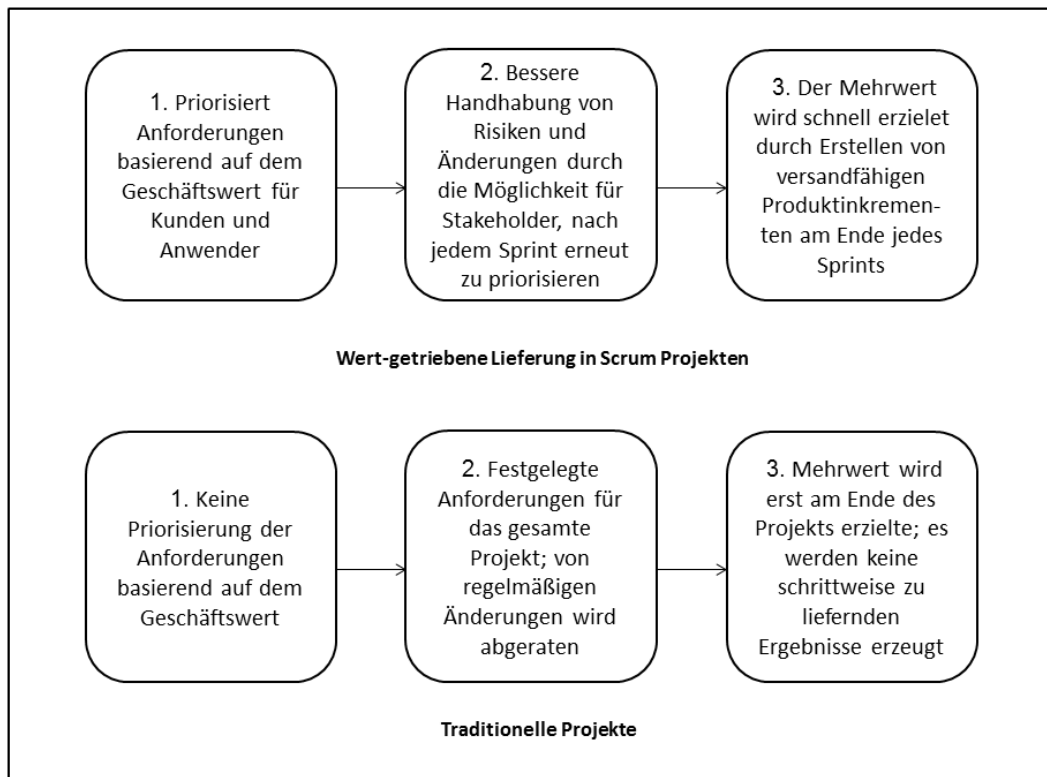 1. Priorisiert
Anforderungen
basierend auf dem
Geschäftswert für
Kunden und
Anwender
2. Bessere
Handhabung von
Risiken und
Änderungen durch
die Möglichkeit für
Stakeholder, nach
jedem Sprint erneut
zu priorisieren
3. Der Mehrwert
wird schnell erzielet
durch Erstellen von
versandfähigen
Produktinkremen-
ten am Ende jedes
Sprints
Wert-getriebene Lieferung in Scrum Projekten
1. Keine
Priorisierung der
Anforderungen
basierend auf dem
Geschäftswert
2. Festgelegte
Anforderungen für
das gesamte
Projekt; von
regelmäßigen
Änderungen wird
abgeraten
3. Mehrwert wird
erst am Ende des
Projekts erzielte; es
werden keine
schrittweise zu
liefernden
Ergebnisse erzeugt
Traditionelle Projekte